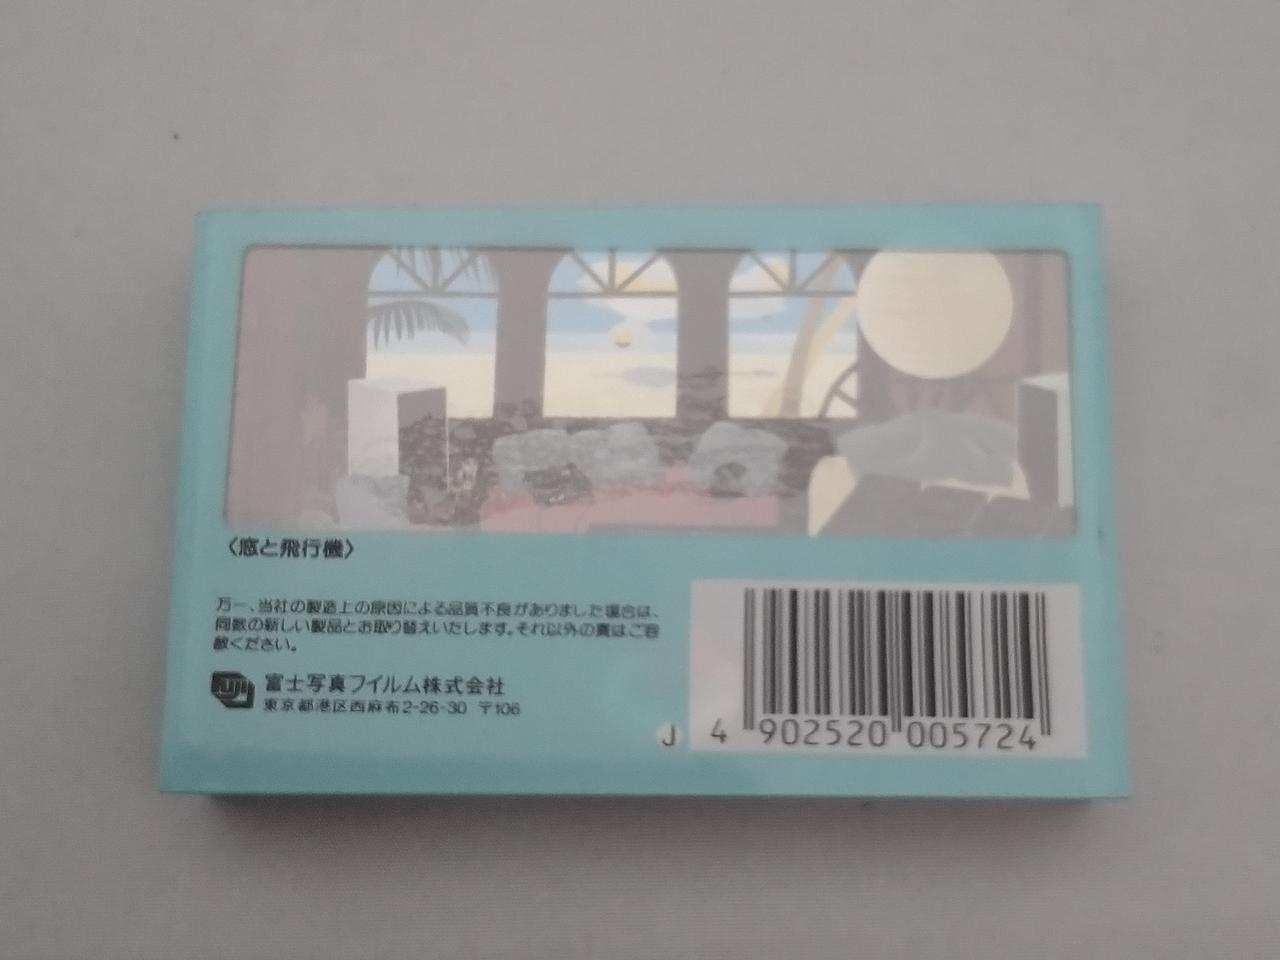 〈窓と飛行機〉
万一、当社の製造上の原因による品質不良がありました場合は、
同数の新しい製品とお取り替えいたします。それ以外の責はご容
赦ください。
FUJI
富士写真フイルム株式会社
東京都港区西麻布2-26-30 〒106
J
4 902520 005724